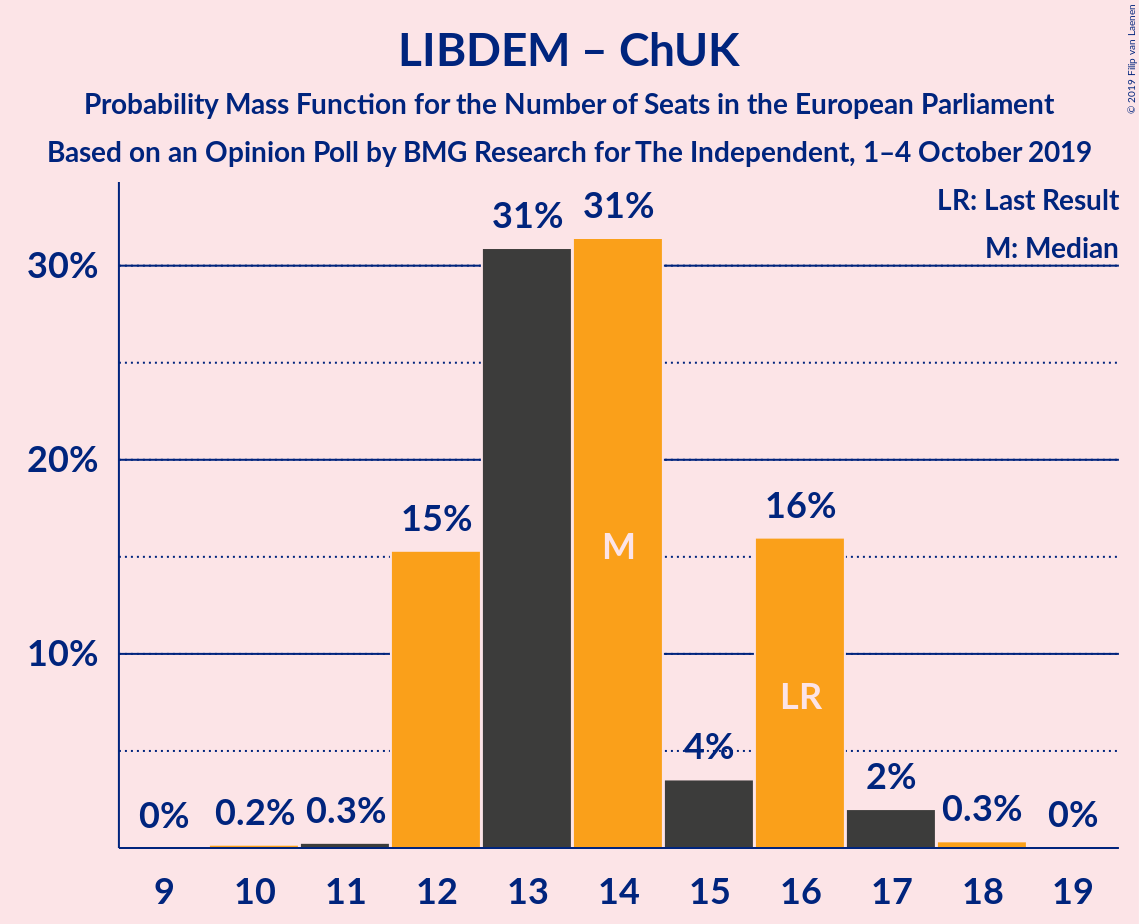 LIBDEM – ChUK
Probability Mass Function for the Number of Seats in the European Parliament
Based on an Opinion Poll by BMG Research for The Independent, 1–4 October 2019
© 2019 Filip van Laenen
LR: Last Result
M: Median
30%
20%
10%
0%
0.2%
0.3%
15%
31%
31%
4%
16%
2%
0.3%
0%
M
LR
9 10 11 12 13 14 15 16 17 18 19